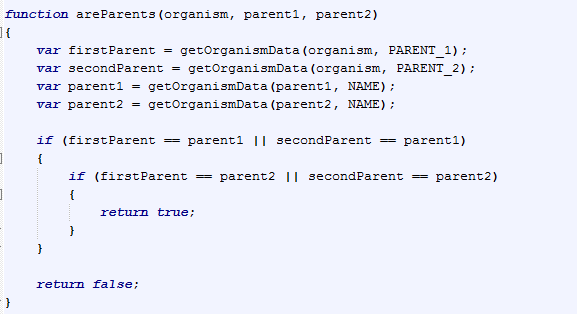 function areParents(organism, parent1, parent2)
{
    var firstParent = getOrganismData(organism, PARENT_1);
    var secondParent = getOrganismData(organism, PARENT_2);
    var parent1 = getOrganismData(parent1, NAME);
    var parent2 = getOrganismData(parent2, NAME);

    if (firstParent == parent1 || secondParent == parent1)
    {
        if (firstParent == parent2 || secondParent == parent2)
        {
            return true;
        }
    }

    return false;
}